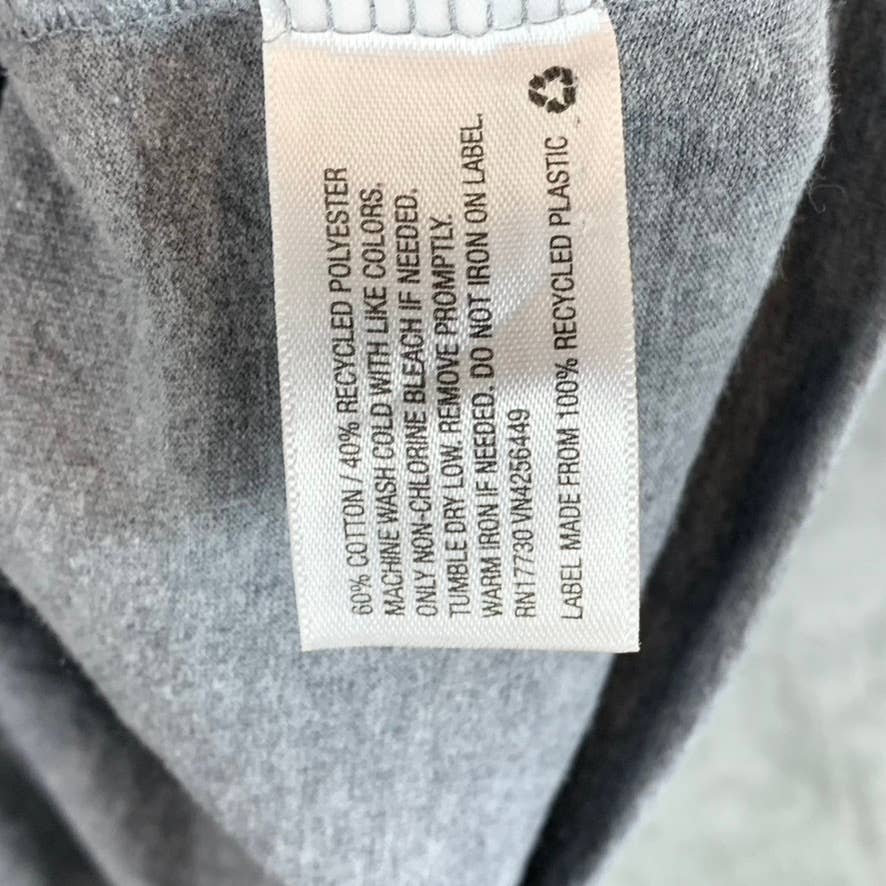 60% COTTON / 40% RECYCLED POLYESTER
MACHINE WASH COLD WITH LIKE COLORS.
ONLY NON-CHLORINE BLEACH IF NEEDED.
TUMBLE DRY LOW. REMOVE PROMPTLY.
WARM IRON IF NEEDED. DO NOT IRON ON LABEL.
RN17730 VN4256449
LABEL MADE FROM 100% RECYCLED PLASTIC